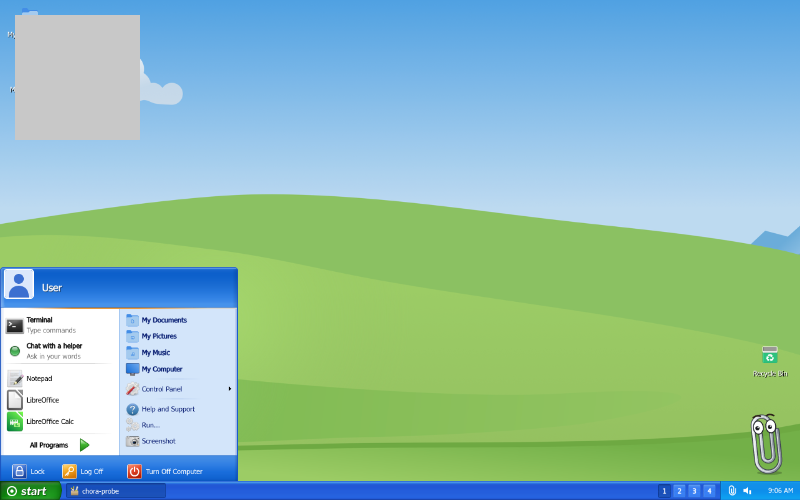 User
Terminal
Type commands
Chat with a helper
Ask in your words
Notepad
LibreOffice
LibreOffice Calc
All Programs
My Documents
My Pictures
My Music
My Computer
Control Panel
Help and Support
Run...
Screenshot
Lock
Log Off
Turn Off Computer
Recycle Bin
start
chora-probe
1 2 3 4
9:06 AM